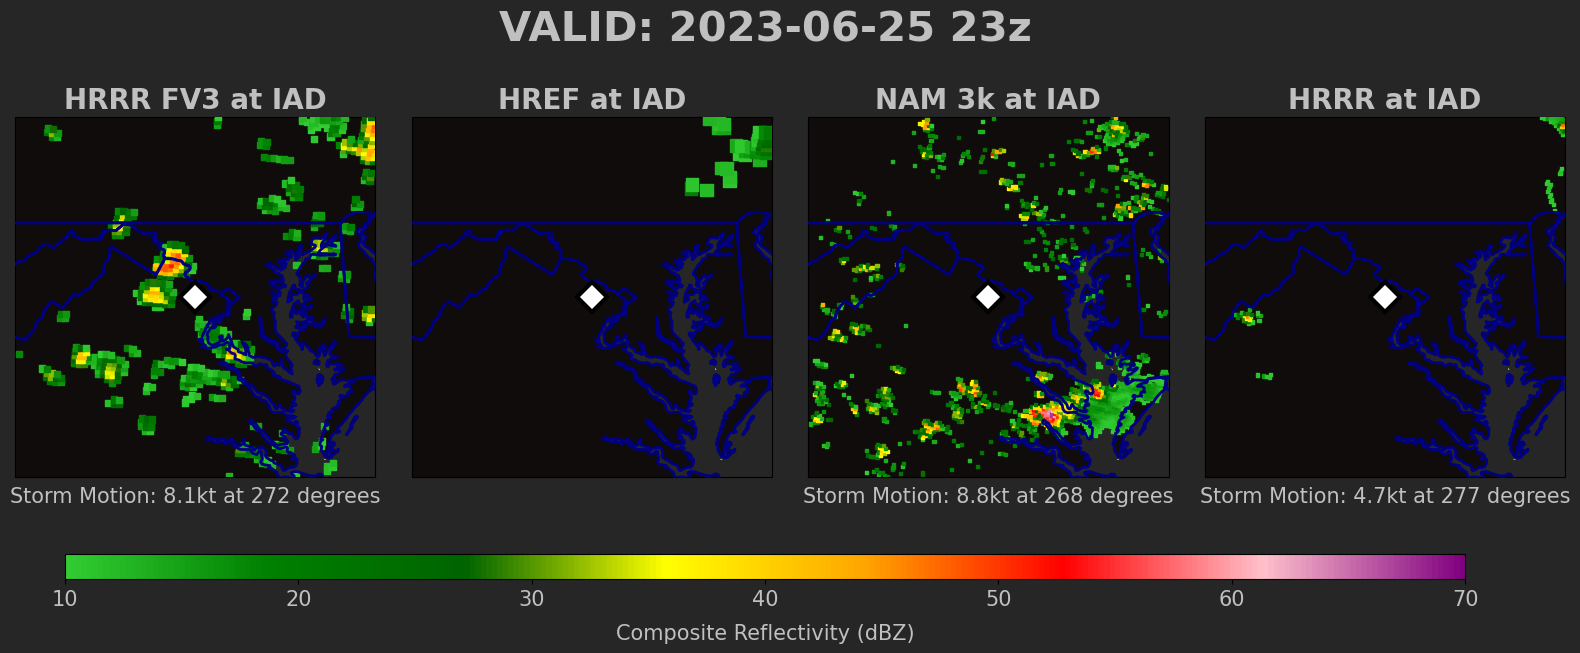 VALID: 2023-06-25 23z
HRRR FV3 at IAD
HREF at IAD
NAM 3k at IAD
HRRR at IAD
Storm Motion: 8.1kt at 272 degrees
Storm Motion: 8.8kt at 268 degrees
Storm Motion: 4.7kt at 277 degrees
10 20 30 40 50 60 70
Composite Reflectivity (dBZ)